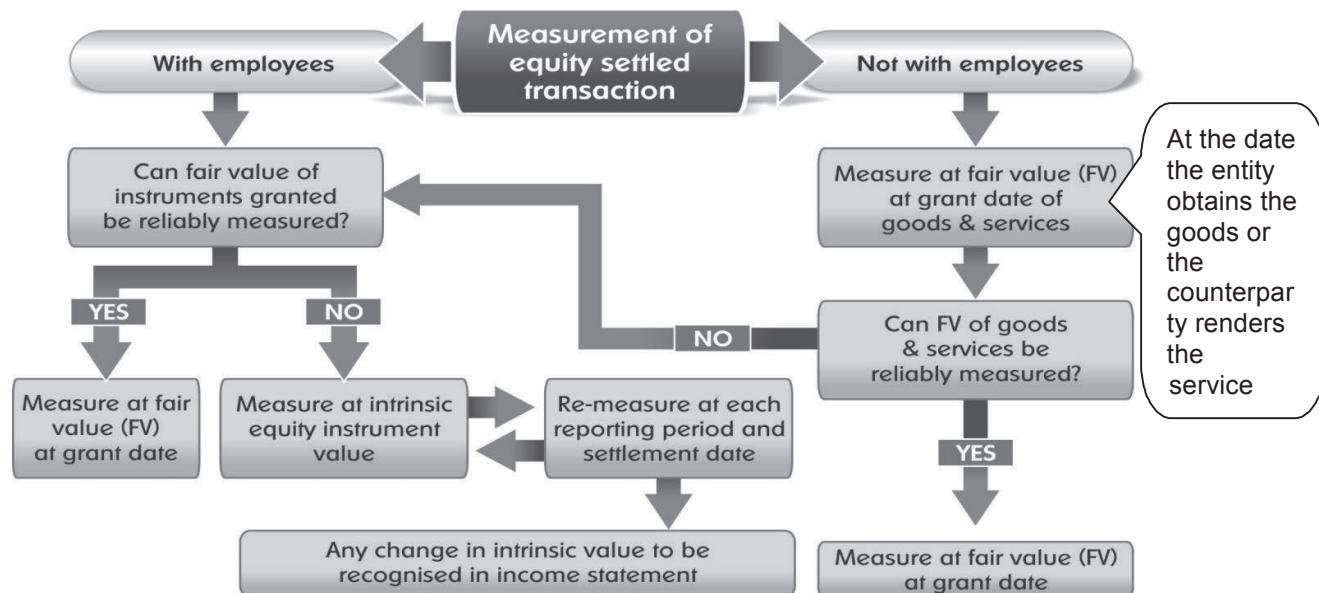 Measurement of
equity settled
transaction
With employees
Not with employees
Can fair value of
instruments granted
be reliably measured?
Measure at fair value (FV)
at grant date of
goods & services
At the date
the entity
obtains the
goods or
the
counterpar
ty renders
the
service
YES
NO
NO
Can FV of goods
& services be
reliably measured?
Measure at fair
value (FV)
at grant date
Measure at intrinsic
equity instrument
value
Re-measure at each
reporting period and
settlement date
YES
Any change in intrinsic value to be
recognised in income statement
Measure at fair value (FV)
at grant date